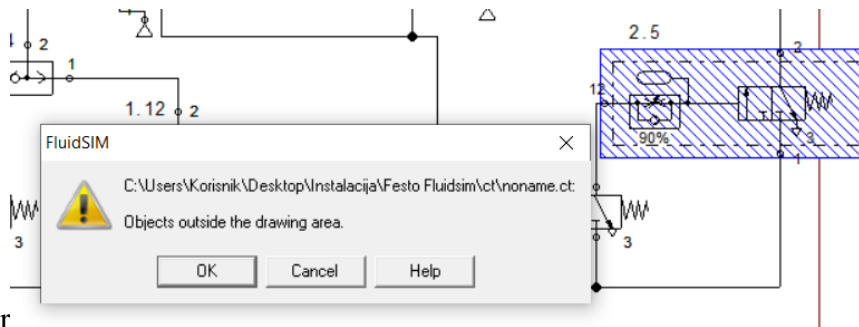 2.5
4
2
1
2
12
1.12
2
90%
3
1
FluidSIM
C:\Users\Korisnik\Desktop\Instalacija\Festo Fluidsim\ct\noname.ct:
Objects outside the drawing area.
OK
Cancel
Help
3
3
r